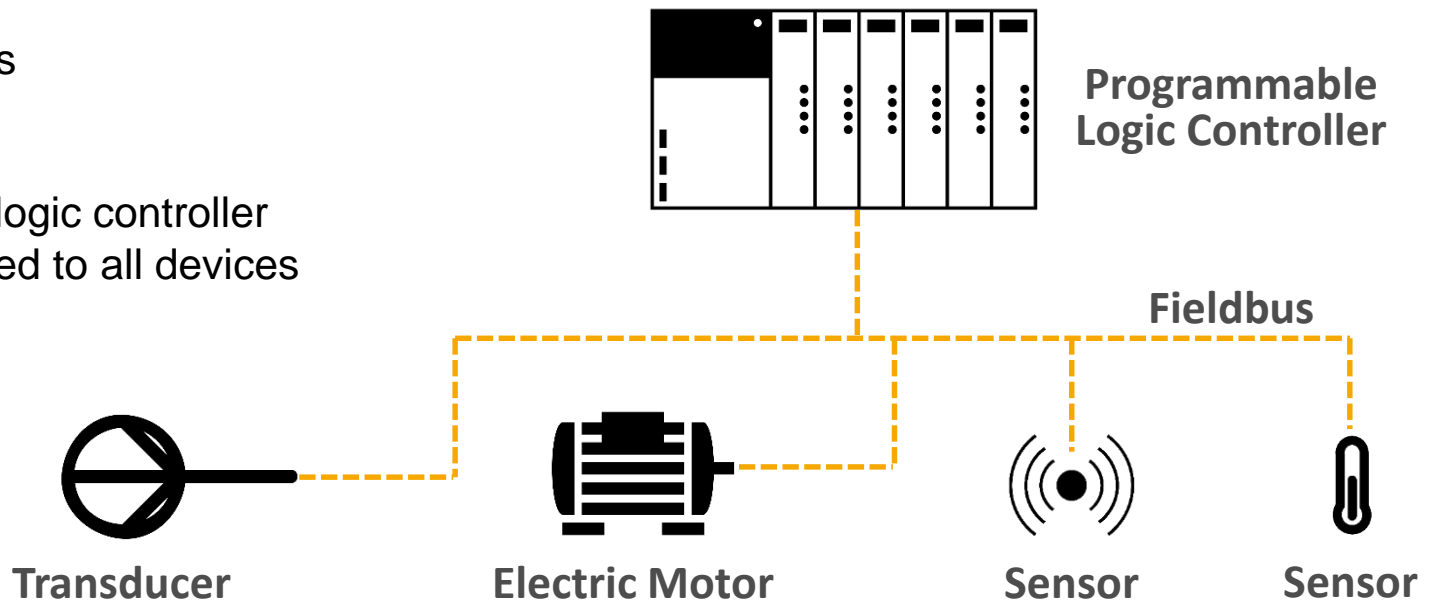 s
logic controller
ed to all devices
Programmable
Logic Controller
Fieldbus
Transducer
Electric Motor
Sensor
Sensor